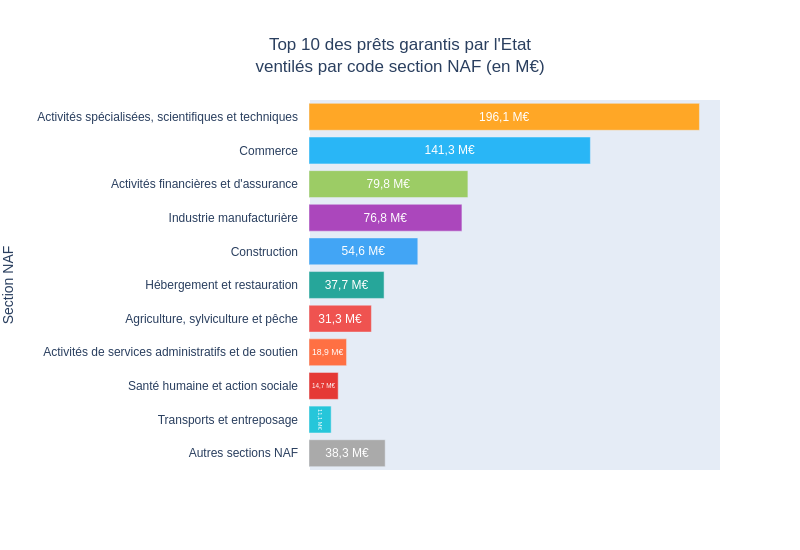 Top 10 des prêts garantis par l'Etat
ventilés par code section NAF (en M€)
Section NAF
Activités spécialisées, scientifiques et techniques 196,1 M€
Commerce 141,3 M€
Activités financières et d'assurance 79,8 M€
Industrie manufacturière 76,8 M€
Construction 54,6 M€
Hébergement et restauration 37,7 M€
Agriculture, sylviculture et pêche 31,3 M€
Activités de services administratifs et de soutien 18,9 M€
Santé humaine et action sociale 14,7 M€
Transports et entreposage 11,1 M€
Autres sections NAF 38,3 M€